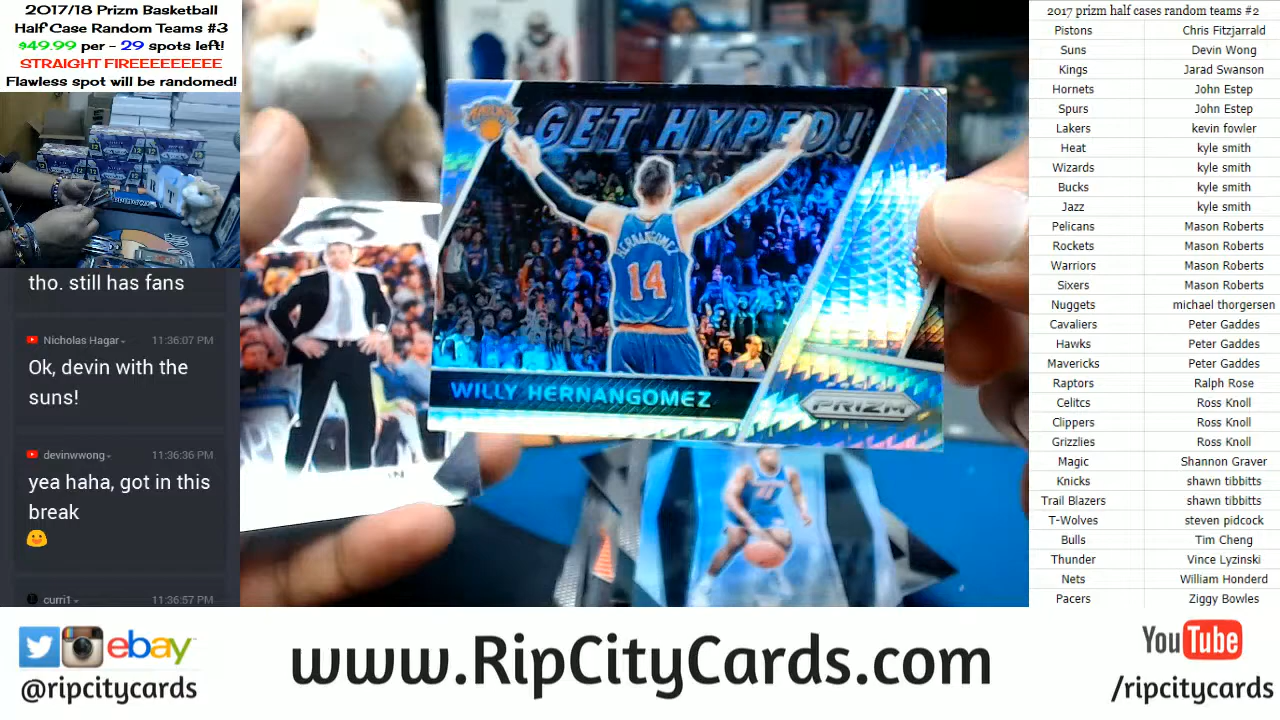 2017/18 Prizm Basketball
Half Case Random Teams #3
$49.99 per - 29 spots left!
STRAIGHT FIREEEEEEEEE
Flawless spot will be randomed!
tho. still has fans
Nicholas Hagar 11:36:07 PM
Ok, devin with the
suns!
devinwwong 11:36:36 PM
yea haha, got in this
break
curri1 11:36:57 PM
GET HYPED!
HERNANGOMEZ
14
WILLY HERNANGOMEZ
PRIZM
2017 prizm half cases random teams #2
Pistons Chris Fitzjarrald
Suns Devin Wong
Kings Jarad Swanson
Hornets John Estep
Spurs John Estep
Lakers kevin fowler
Heat kyle smith
Wizards kyle smith
Bucks kyle smith
Jazz kyle smith
Pelicans Mason Roberts
Rockets Mason Roberts
Warriors Mason Roberts
Sixers Mason Roberts
Nuggets michael thorgersen
Cavaliers Peter Gaddes
Hawks Peter Gaddes
Mavericks Peter Gaddes
Raptors Ralph Rose
Celitcs Ross Knoll
Clippers Ross Knoll
Grizzlies Ross Knoll
Magic Shannon Graver
Knicks shawn tibbitts
Trail Blazers shawn tibbitts
T-Wolves steven pidcock
Bulls Tim Cheng
Thunder Vince Lyzinski
Nets William Honderd
Pacers Ziggy Bowles
ebay
@ripcitycards
www.RipCityCards.com
YouTube
/ripcitycards